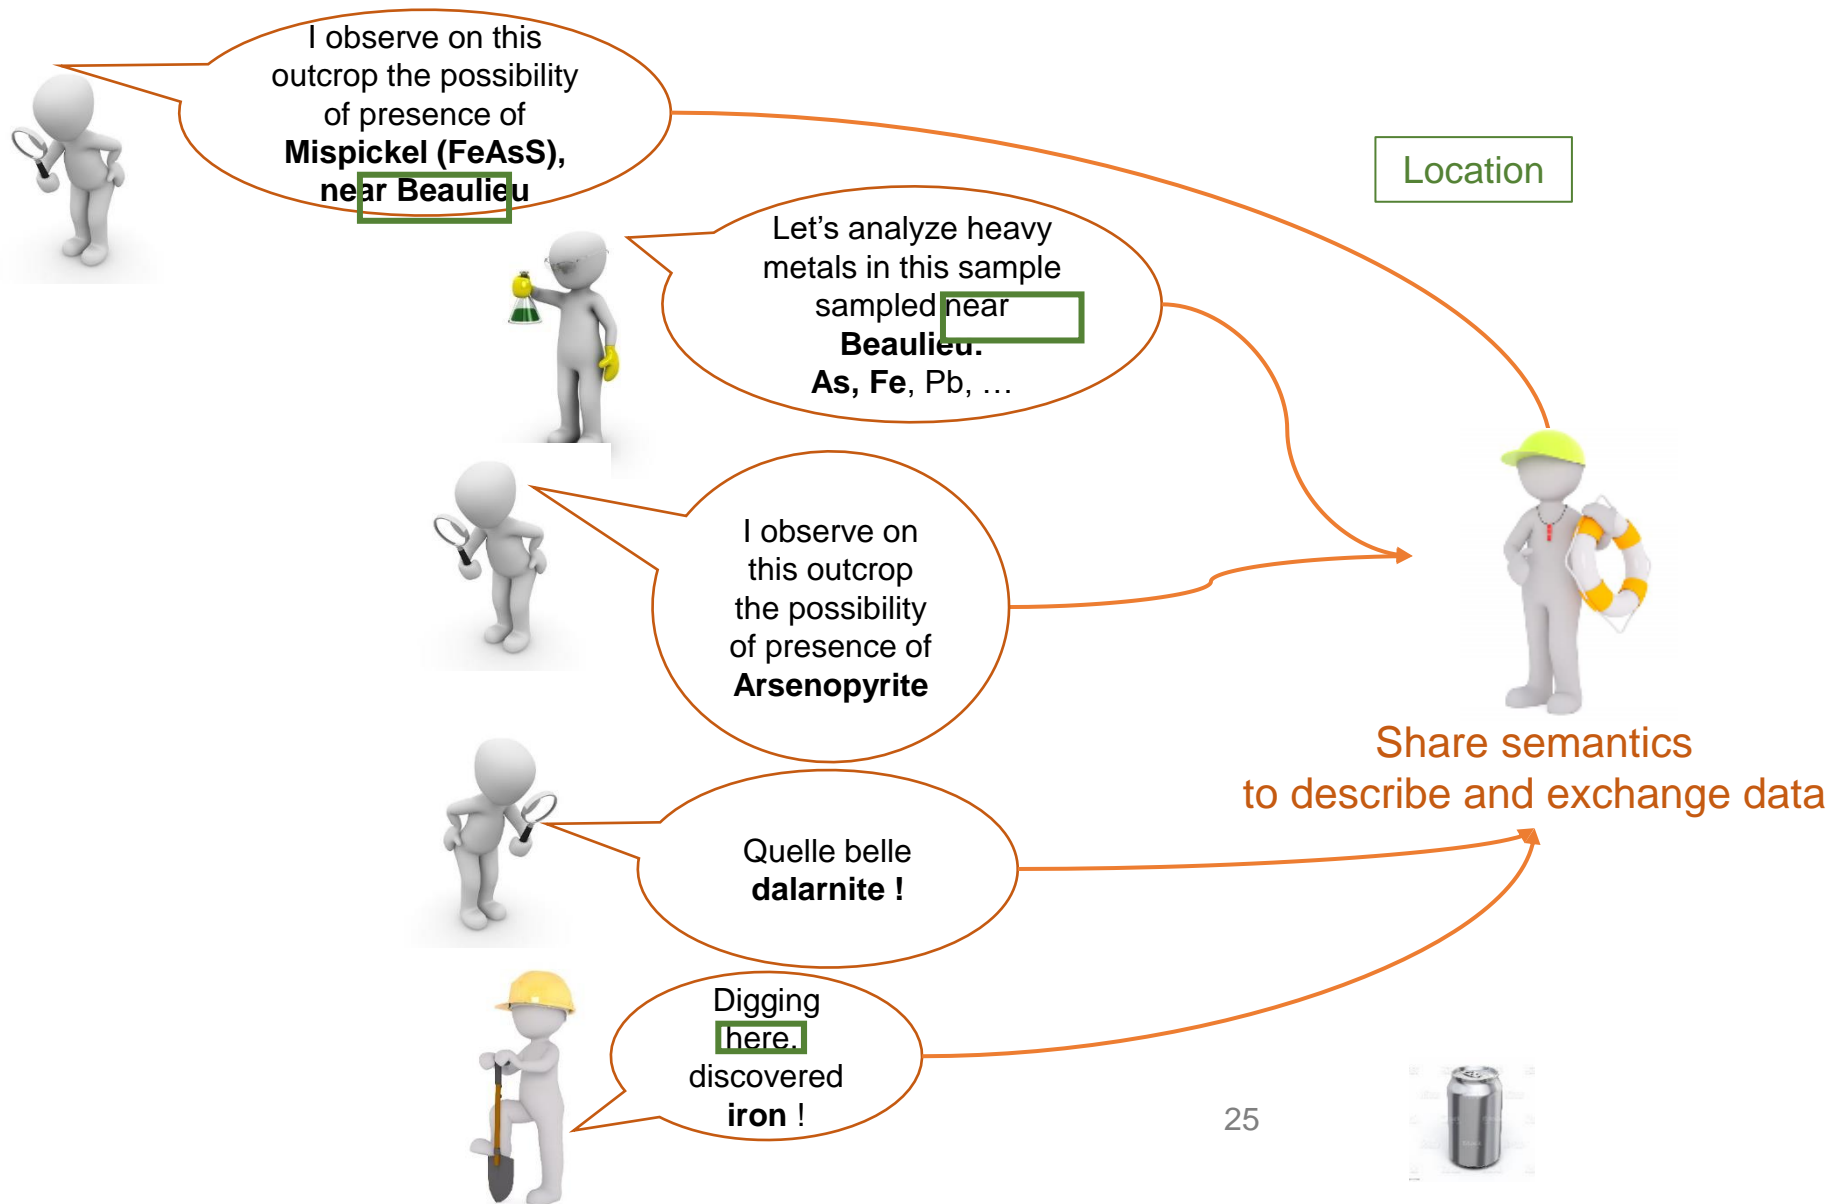 I observe on this
outcrop the possibility
of presence of
Mispickel (FeAsS),
near Beaulieu
Location
Let’s analyze heavy
metals in this sample
sampled near
Beaulieu.
As, Fe, Pb, …
I observe on
this outcrop
the possibility
of presence of
Arsenopyrite
Share semantics
to describe and exchange data
Quelle belle
dalarnite !
Digging
here,
discovered
iron !
25